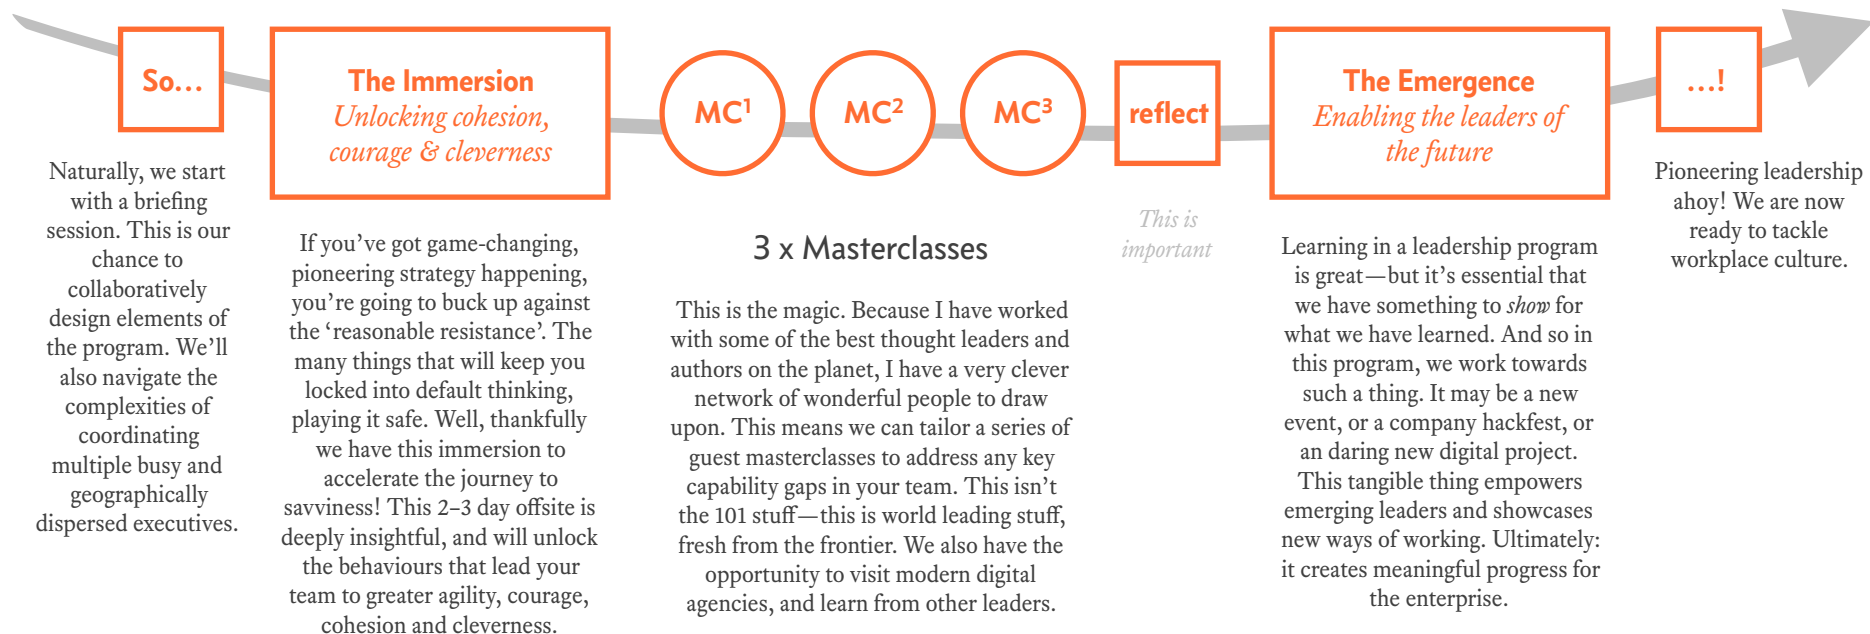 So…
Naturally, we start
with a briefing
session. This is our
chance to
collaboratively
design elements of
the program. We’ll
also navigate the
complexities of
coordinating
multiple busy and
geographically
dispersed executives.
The Immersion
Unlocking cohesion,
courage & cleverness
If you’ve got game-changing,
pioneering strategy happening,
you’re going to buck up against
the ‘reasonable resistance’. The
many things that will keep you
locked into default thinking,
playing it safe. Well, thankfully
we have this immersion to
accelerate the journey to
savviness! This 2–3 day offsite is
deeply insightful, and will unlock
the behaviours that lead your
team to greater agility, courage,
cohesion and cleverness.
MC¹
MC²
MC³
3 x Masterclasses
This is the magic. Because I have worked
with some of the best thought leaders and
authors on the planet, I have a very clever
network of wonderful people to draw
upon. This means we can tailor a series of
guest masterclasses to address any key
capability gaps in your team. This isn’t
the 101 stuff—this is world leading stuff,
fresh from the frontier. We also have the
opportunity to visit modern digital
agencies, and learn from other leaders.
reflect
This is
important
The Emergence
Enabling the leaders of
the future
Learning in a leadership program
is great—but it’s essential that
we have something to show for
what we have learned. And so in
this program, we work towards
such a thing. It may be a new
event, or a company hackfest, or
an daring new digital project.
This tangible thing empowers
emerging leaders and showcases
new ways of working. Ultimately:
it creates meaningful progress for
the enterprise.
…!
Pioneering leadership
ahoy! We are now
ready to tackle
workplace culture.